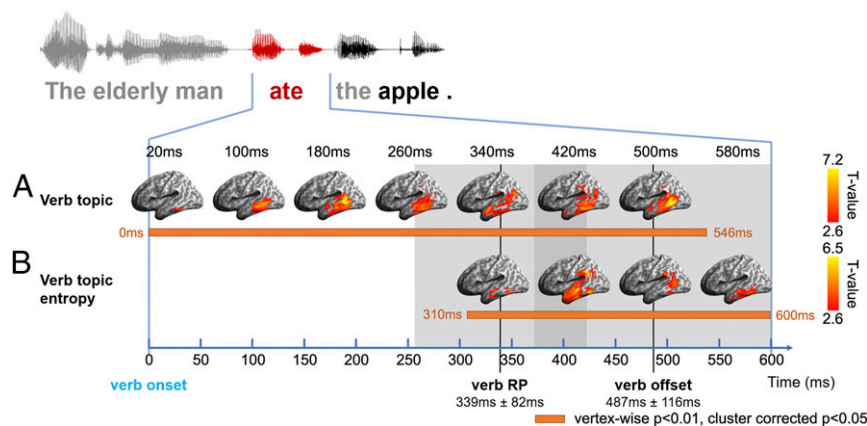 The elderly man ate the apple .
20ms 100ms 180ms 260ms 340ms 420ms 500ms 580ms
A Verb topic
0ms 546ms
7.2
T-value
2.6
B Verb topic
entropy
310ms 600ms
6.5
T-value
2.6
0 50 100 150 200 250 300 350 400 450 500 550 600
verb onset verb RP verb offset Time (ms)
339ms ± 82ms 487ms ± 116ms
vertex-wise p<0.01, cluster corrected p<0.05